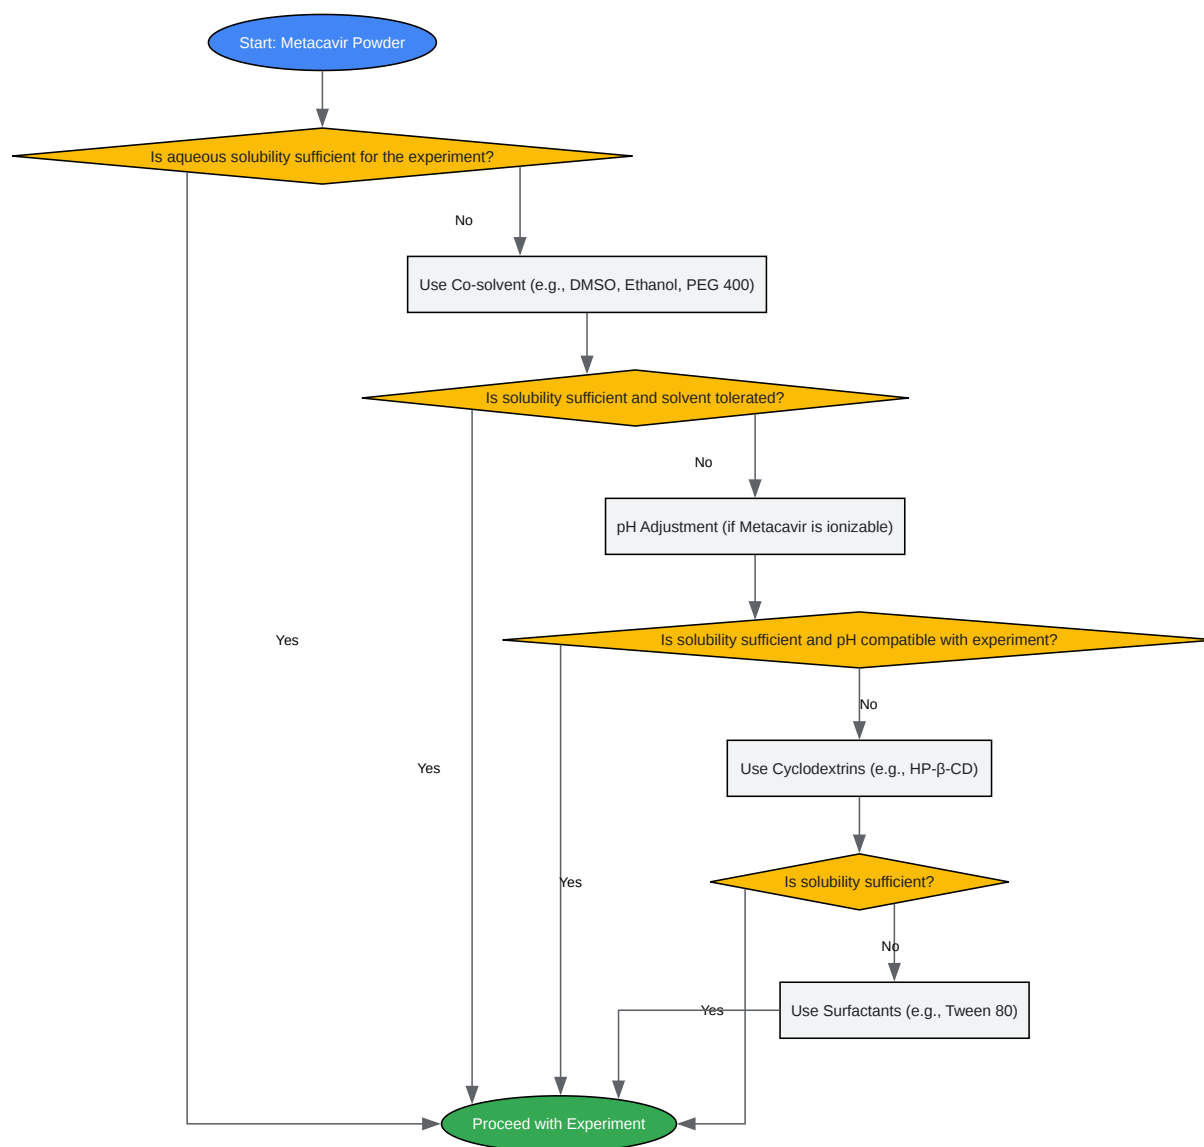 Start: Metacavir Powder
Is aqueous solubility sufficient for the experiment?
No
Use Co-solvent (e.g., DMSO, Ethanol, PEG 400)
Is solubility sufficient and solvent tolerated?
No
pH Adjustment (if Metacavir is ionizable)
Yes
Is solubility sufficient and pH compatible with experiment?
No
Yes
Use Cyclodextrins (e.g., HP-β-CD)
Yes
Is solubility sufficient?
No
Yes
Use Surfactants (e.g., Tween 80)
Proceed with Experiment